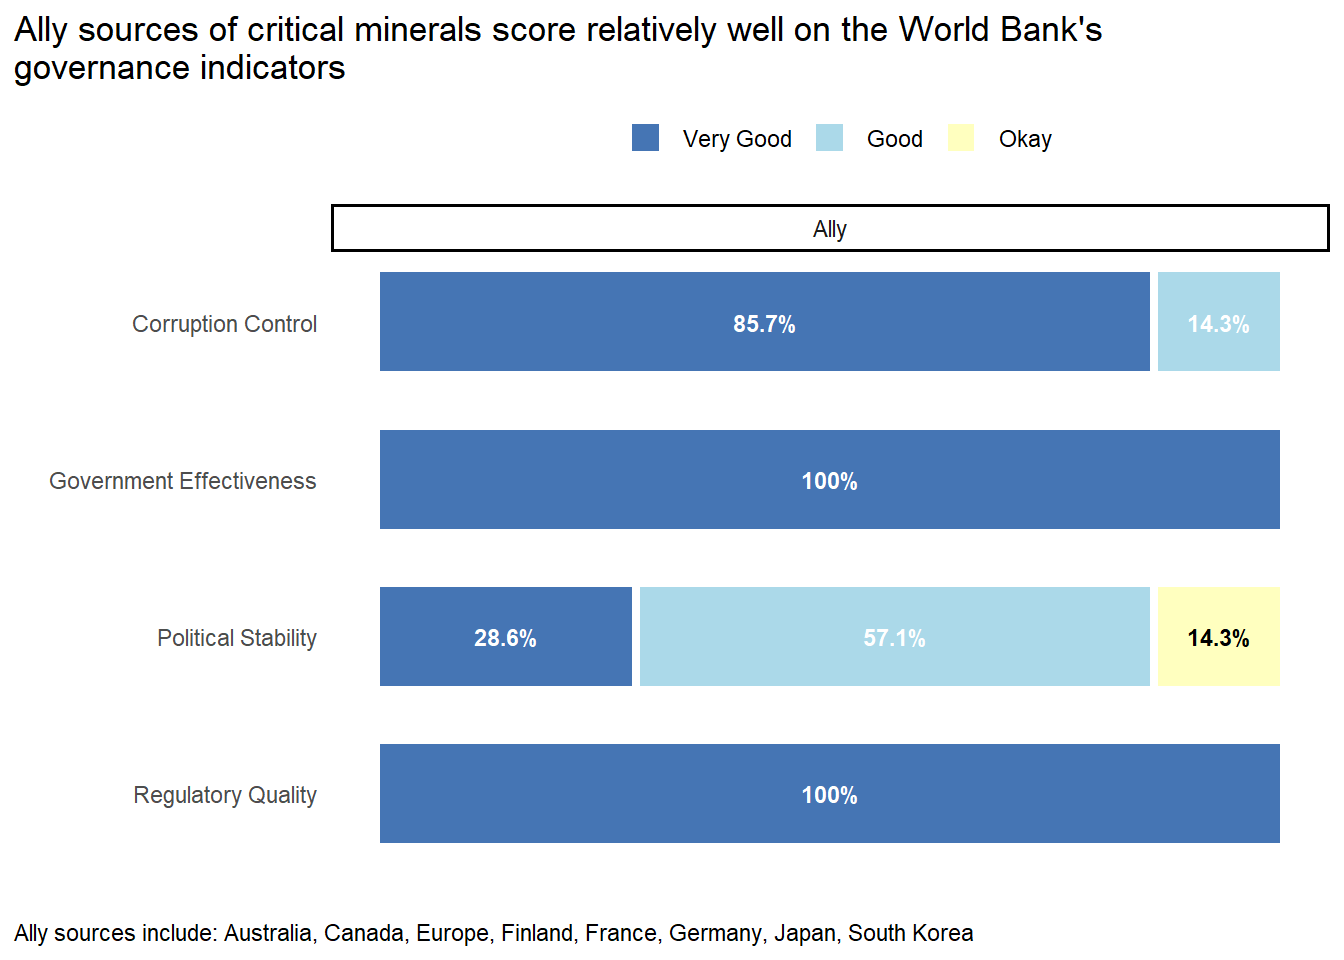 Ally sources of critical minerals score relatively well on the World Bank's
governance indicators
Very Good Good Okay
Ally
Corruption Control 85.7% 14.3%
Government Effectiveness 100%
Political Stability 28.6% 57.1% 14.3%
Regulatory Quality 100%
Ally sources include: Australia, Canada, Europe, Finland, France, Germany, Japan, South Korea